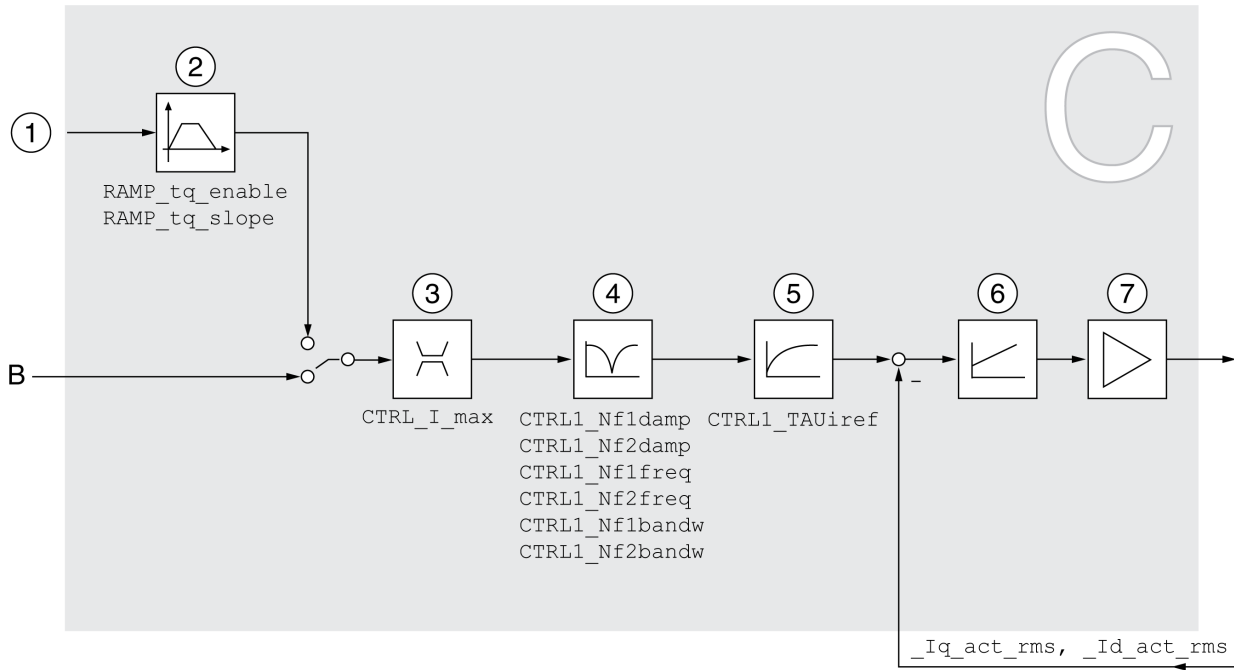 C
2
1
RAMP_tq_enable
RAMP_tq_slope
3
4
5
6
7
B
-
CTRL_I_max
CTRL1_Nf1damp
CTRL1_Nf2damp
CTRL1_Nf1freq
CTRL1_Nf2freq
CTRL1_Nf1bandw
CTRL1_Nf2bandw
CTRL1_TAUiref
_Iq_act_rms, _Id_act_rms